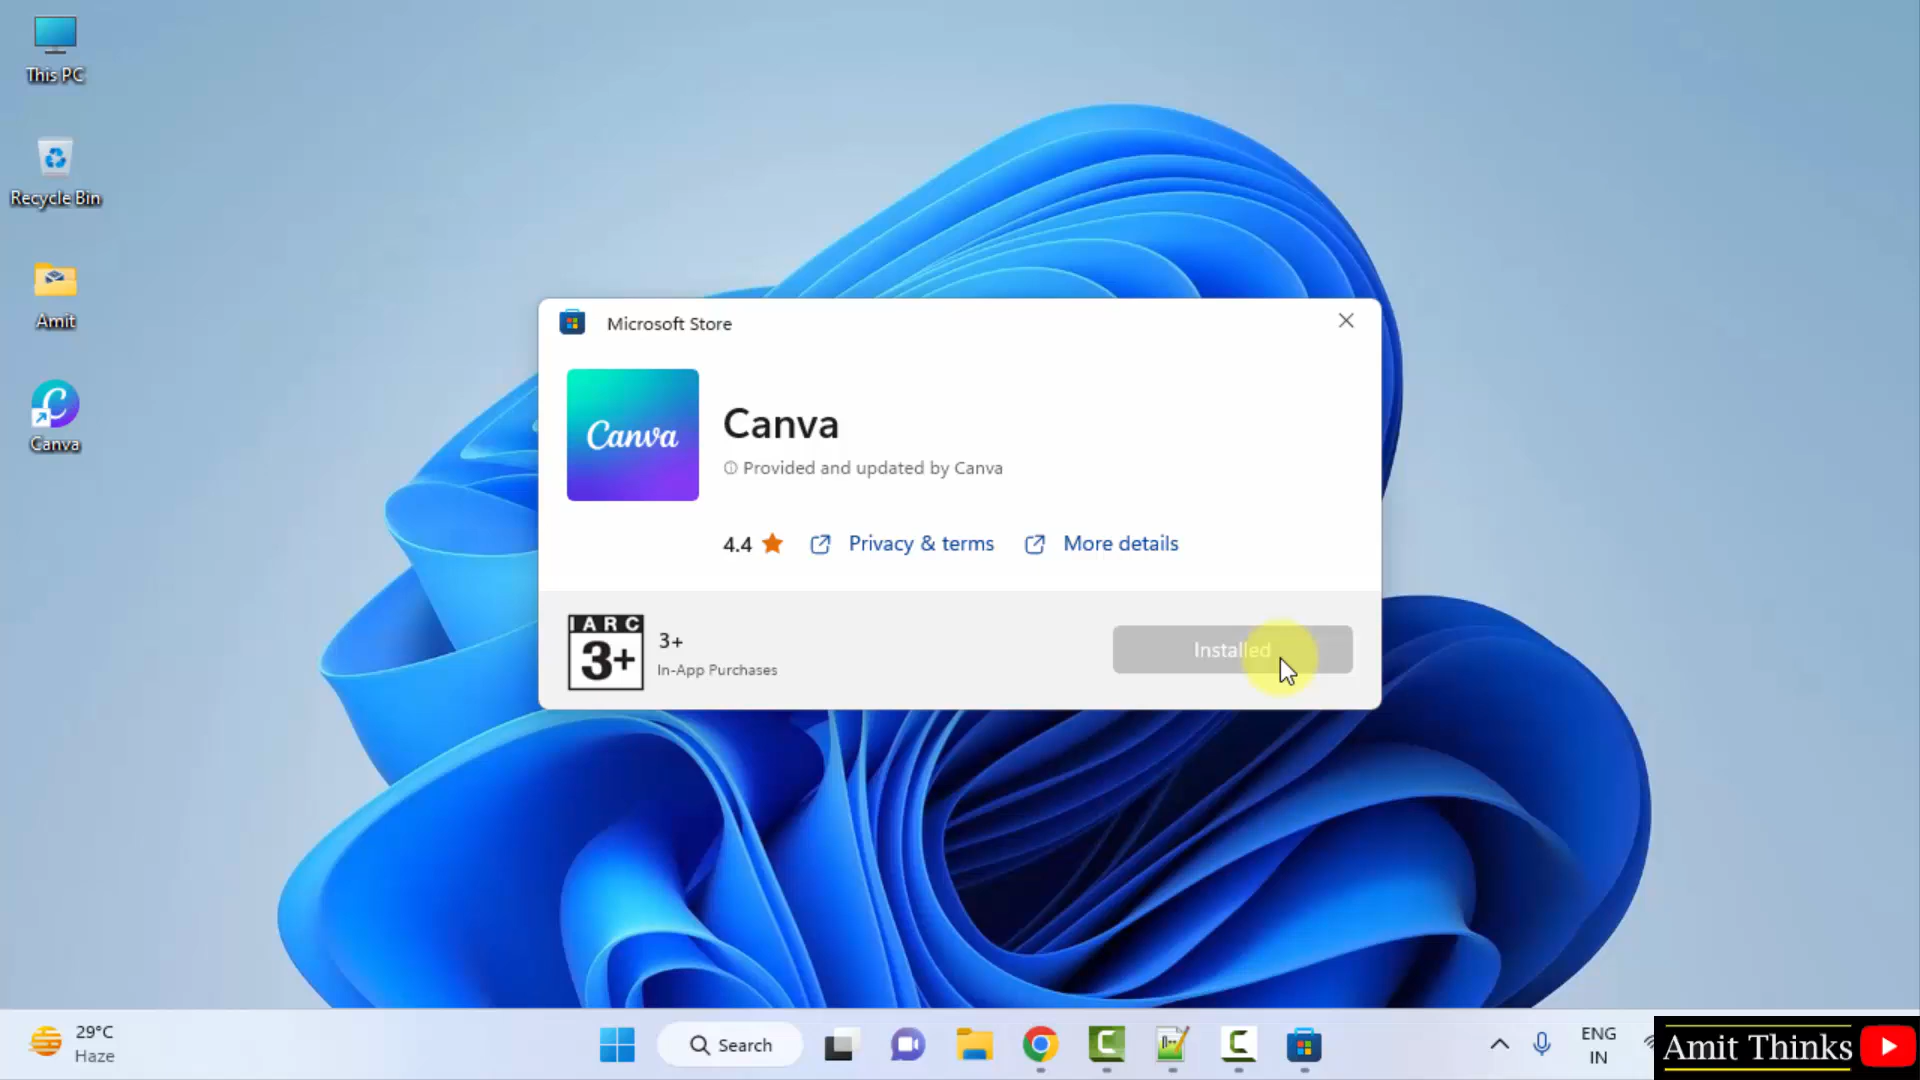 This PC
Recycle Bin
Amit
Canva
Microsoft Store
Canva
Canva
Provided and updated by Canva
4.4
Privacy & terms
More details
IARC
3+
3+
In-App Purchases
Installed
29°C
Haze
Search
ENG
IN
Amit Thinks